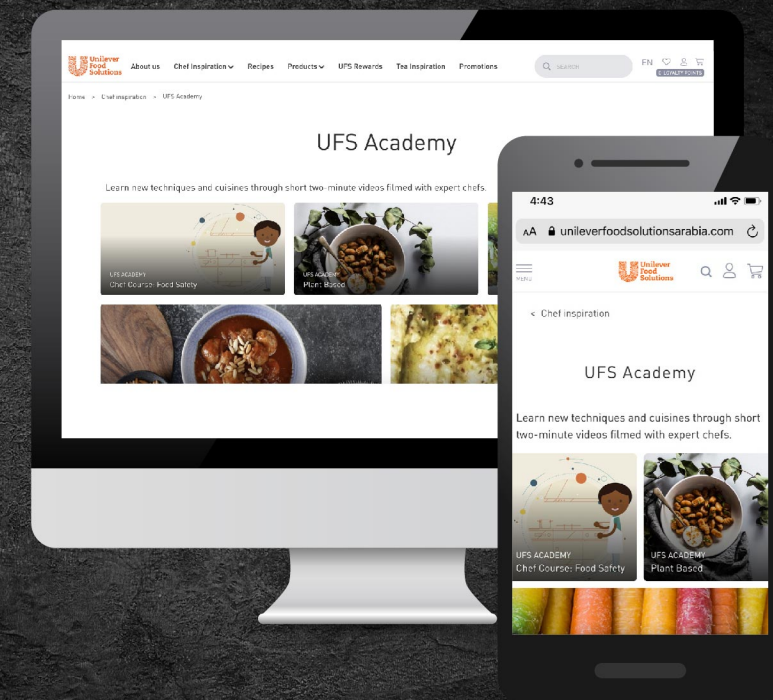 Unilever
Food
Solutions
About us
Chef Inspiration
Recipes
Products
UFS Rewards
Tea Inspiration
Promotions
SEARCH
EN
LOYALTY POINTS
Home > Chef inspiration > UFS Academy
UFS Academy
Learn new techniques and cuisines through short two-minute videos filmed with expert chefs.
UFS ACADEMY
Chef Course: Food Safety
UFS ACADEMY
Plant Based
4:43
AA unileverfoodsolutionsarabia.com
MENU
Unilever
Food
Solutions
< Chef inspiration
UFS Academy
Learn new techniques and cuisines through short
two-minute videos filmed with expert chefs.
UFS ACADEMY
Chef Course: Food Safety
UFS ACADEMY
Plant Based